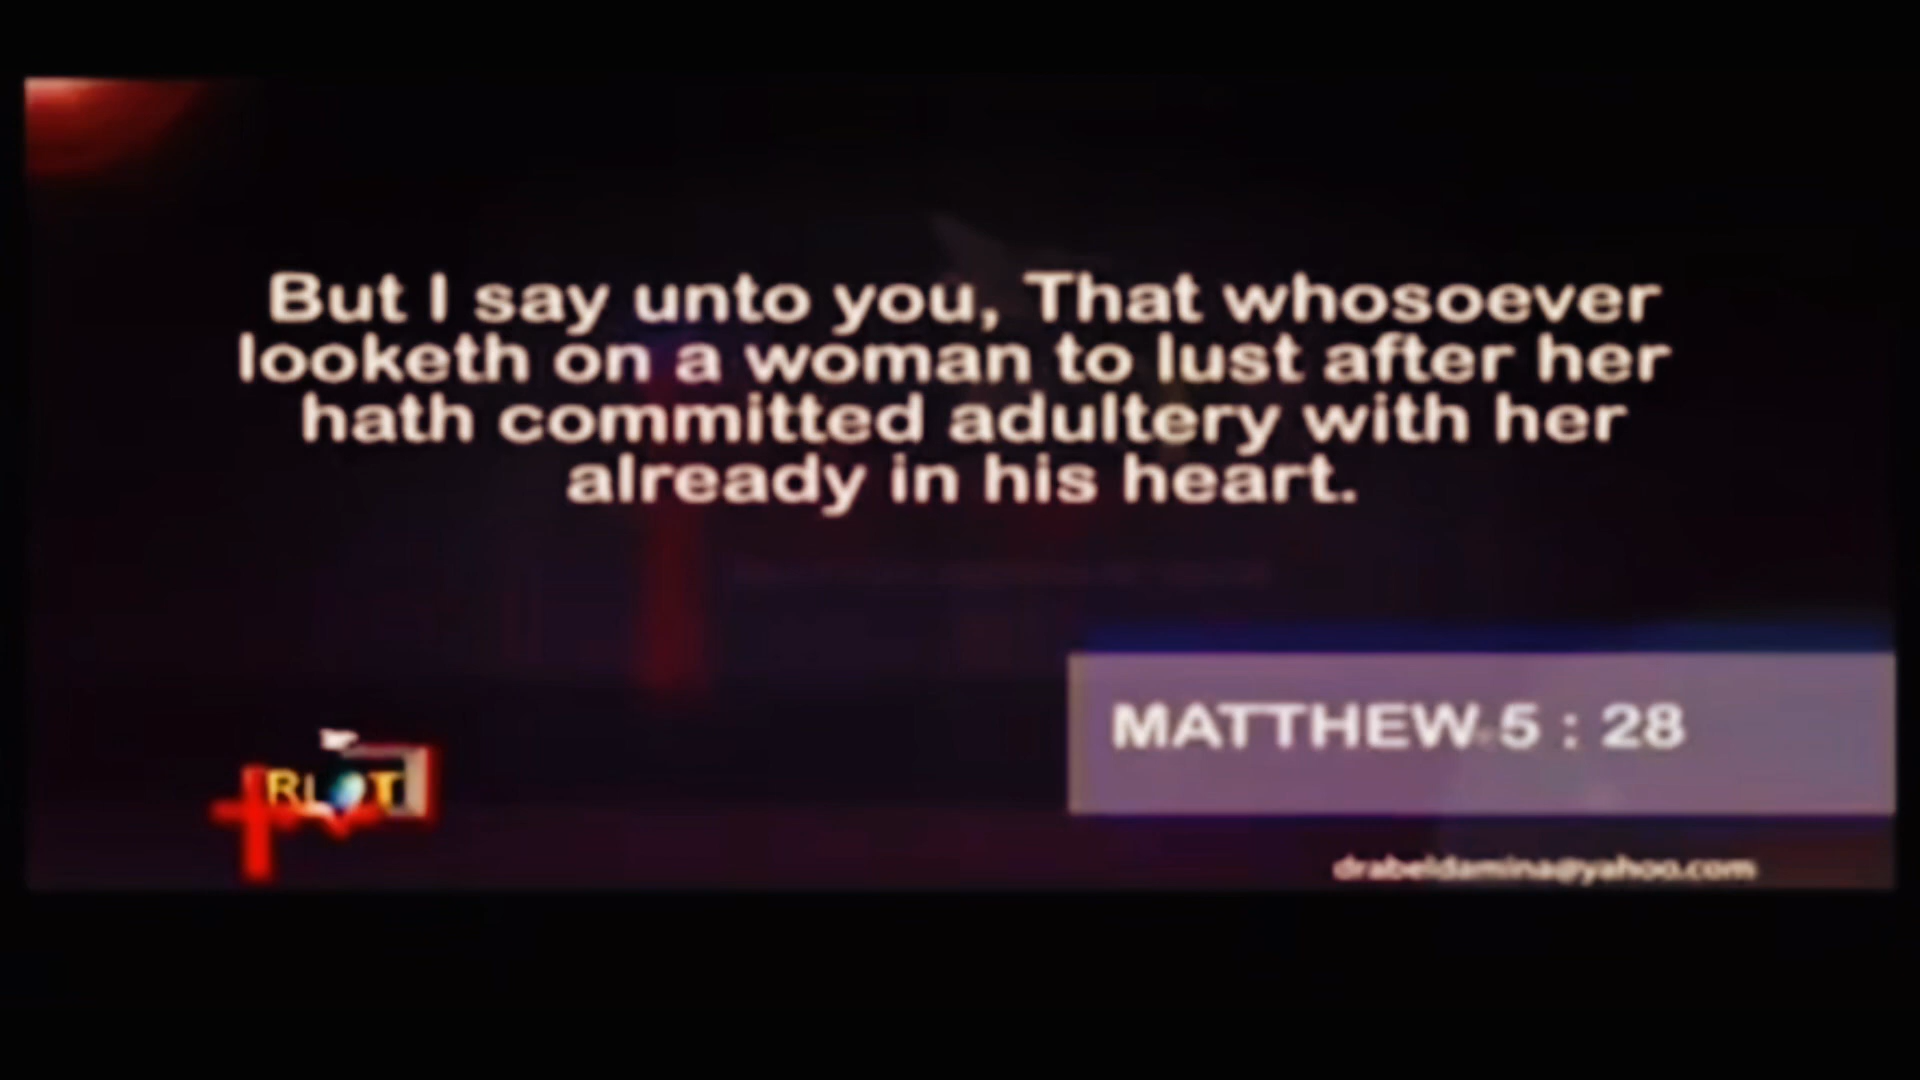 But I say unto you, That whosoever
looketh on a woman to lust after her
hath committed adultery with her
already in his heart.
MATTHEW 5 : 28
drabeldamina@yahoo.com